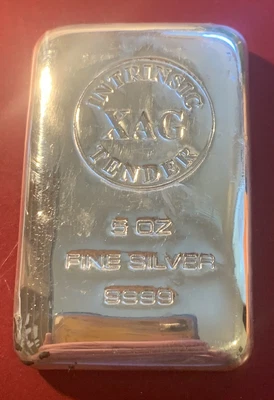 INTRINSIC
XAG
TENDER
5 OZ
FINE SILVER
9999